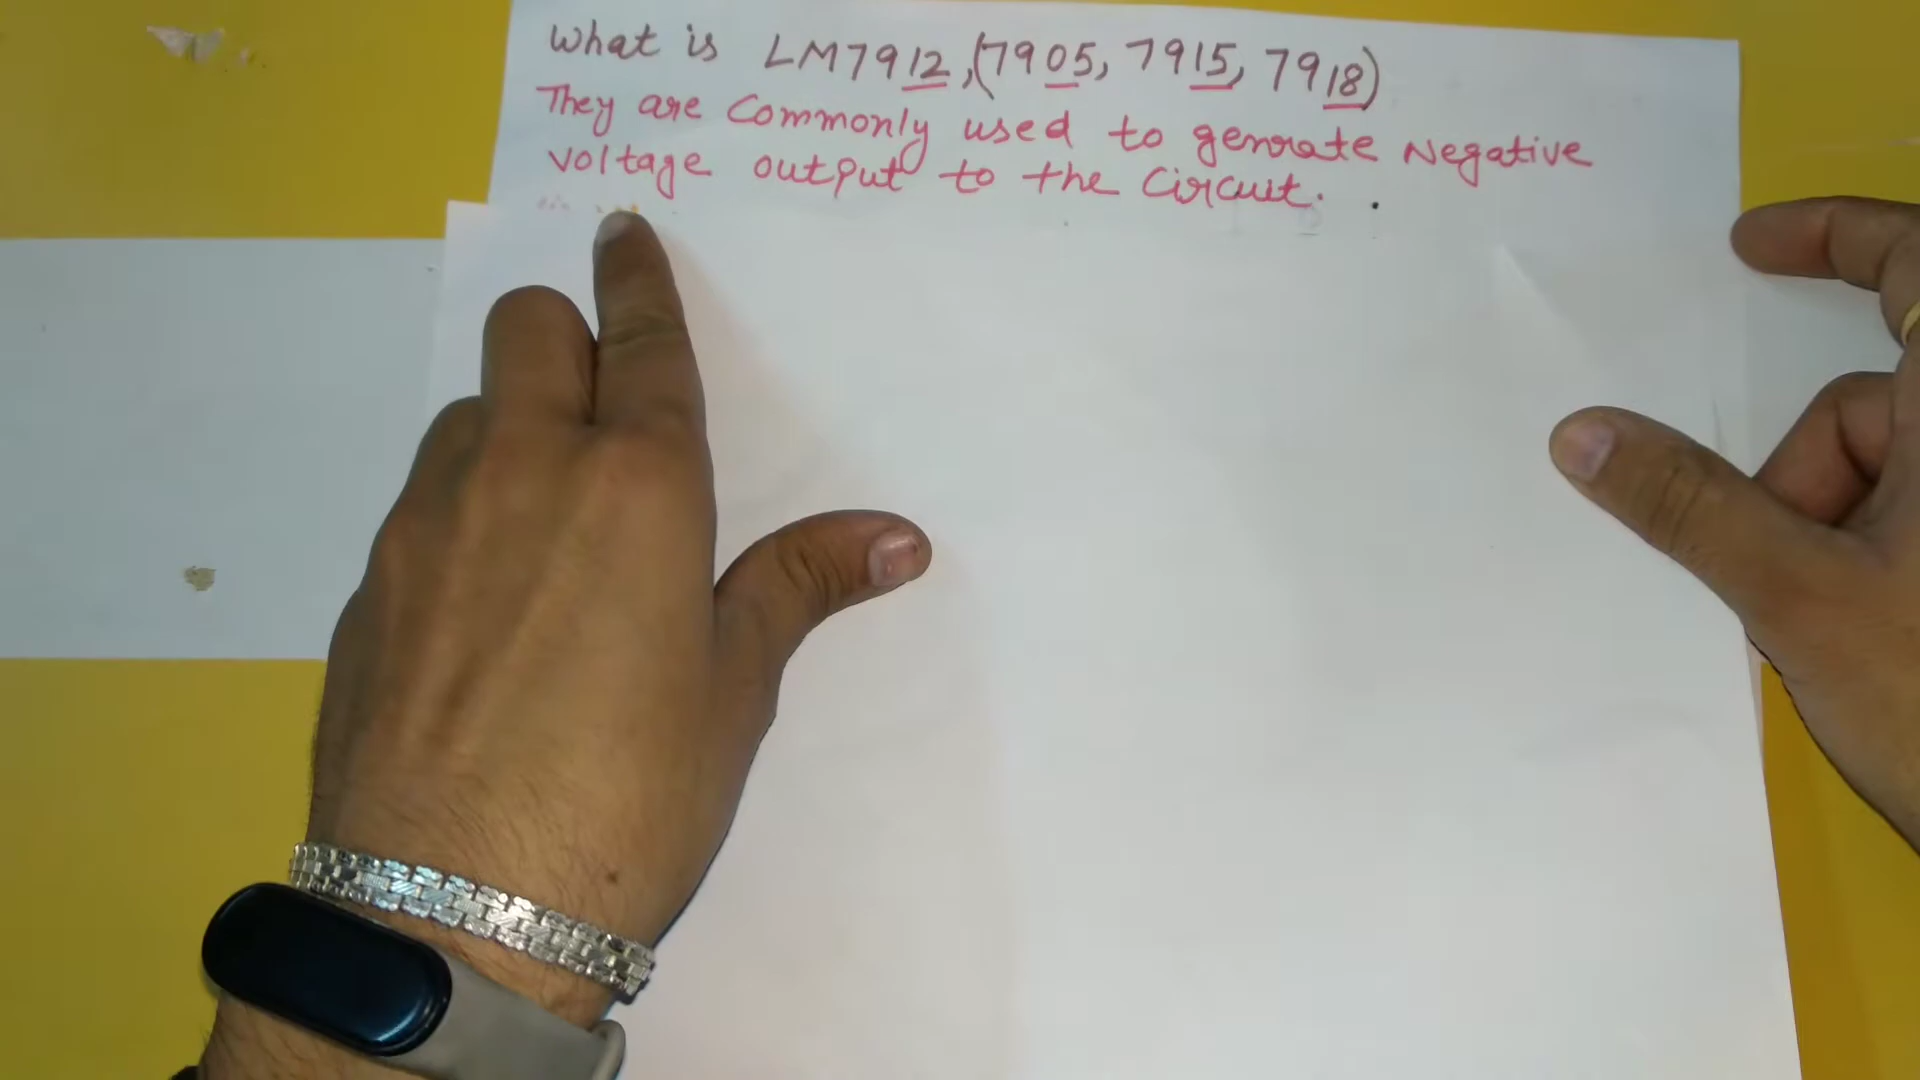 What is LM7912,(7905, 7915, 7918)
They are Commonly used to genrate Negative
voltage output to the Circuit.